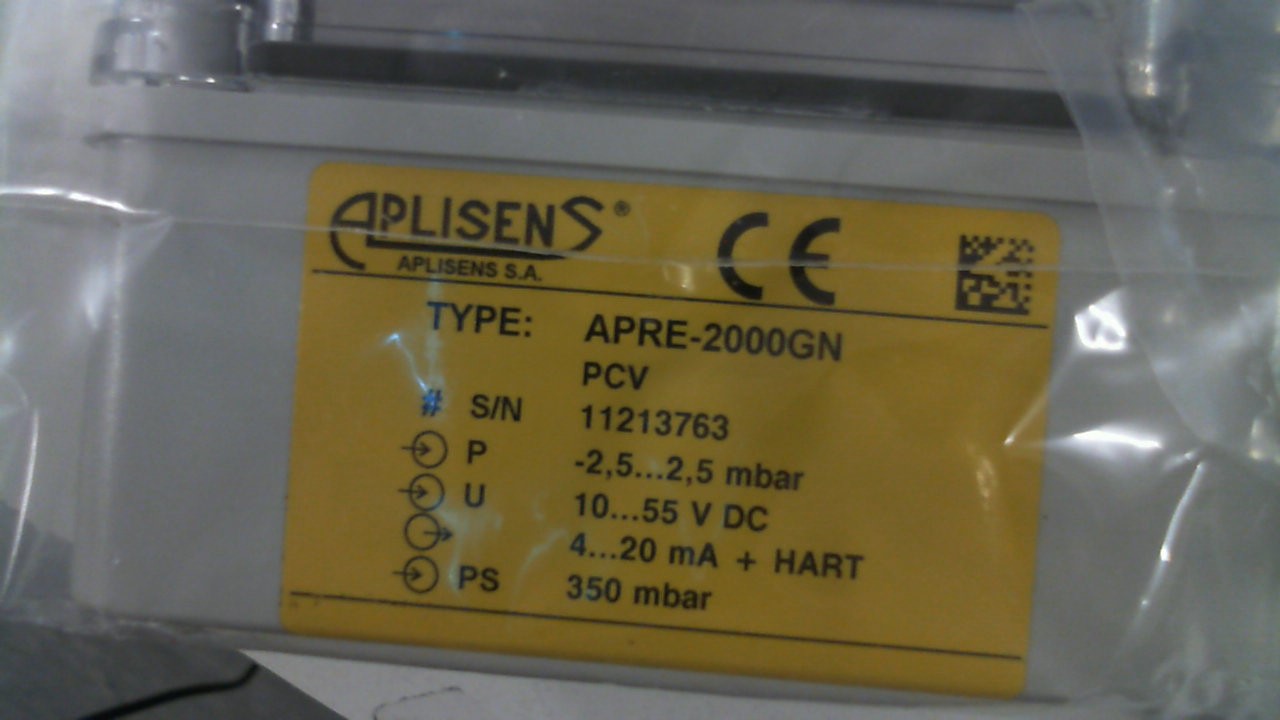 APLISENS®
APLISENS S.A.
CE
TYPE: APRE-2000GN
PCV
# S/N 11213763
P -2,5...2,5 mbar
U 10...55 V DC
4...20 mA + HART
PS 350 mbar